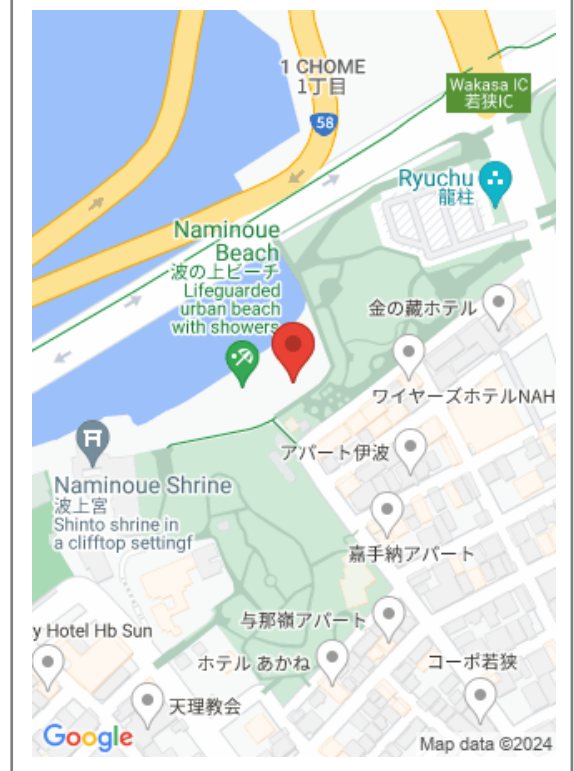 1 CHOME
1丁目
58
Wakasa IC
若狭IC
Ryuchu
龍柱
Naminoue
Beach
波の上ビーチ
Lifeguarded
urban beach
with showers
金の藏ホテル
ワイヤーズホテルNAH
アパート伊波
Naminoue Shrine
波上宮
Shinto shrine in
a clifftop settingf
嘉手納アパート
与那嶺アパート
y Hotel Hb Sun
ホテル あかね
コーポ若狭
天理教会
Google
Map data ©2024